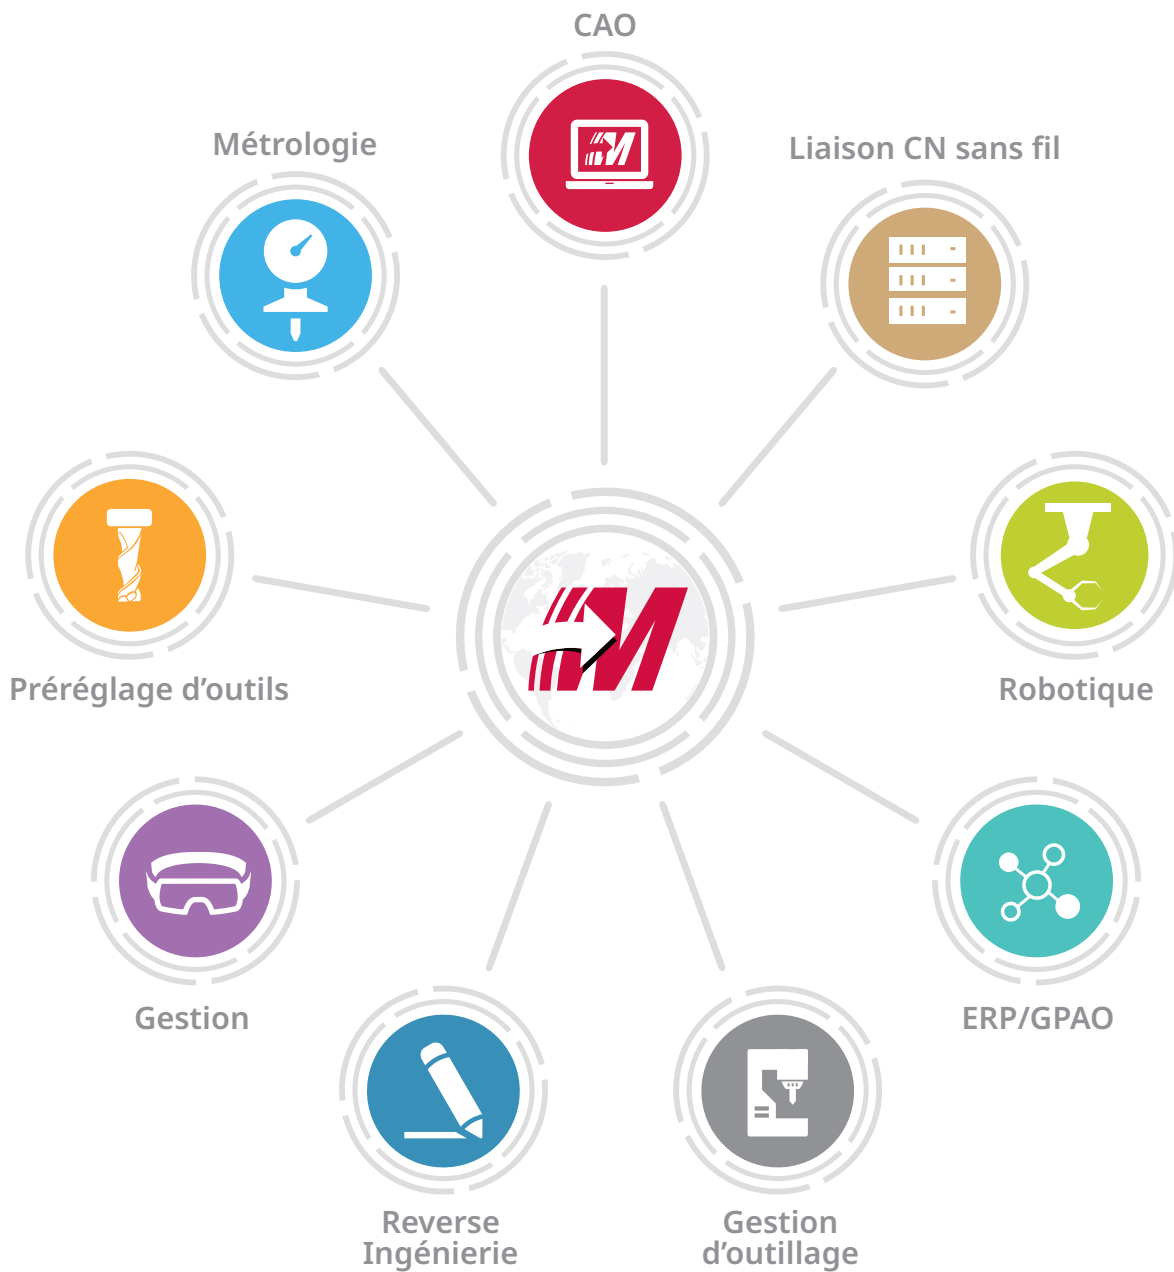 CAO
Métrologie
Liaison CN sans fil
Préréglage d’outils
Robotique
Gestion
ERP/GPAO
Reverse
Ingénierie
Gestion
d’outillage